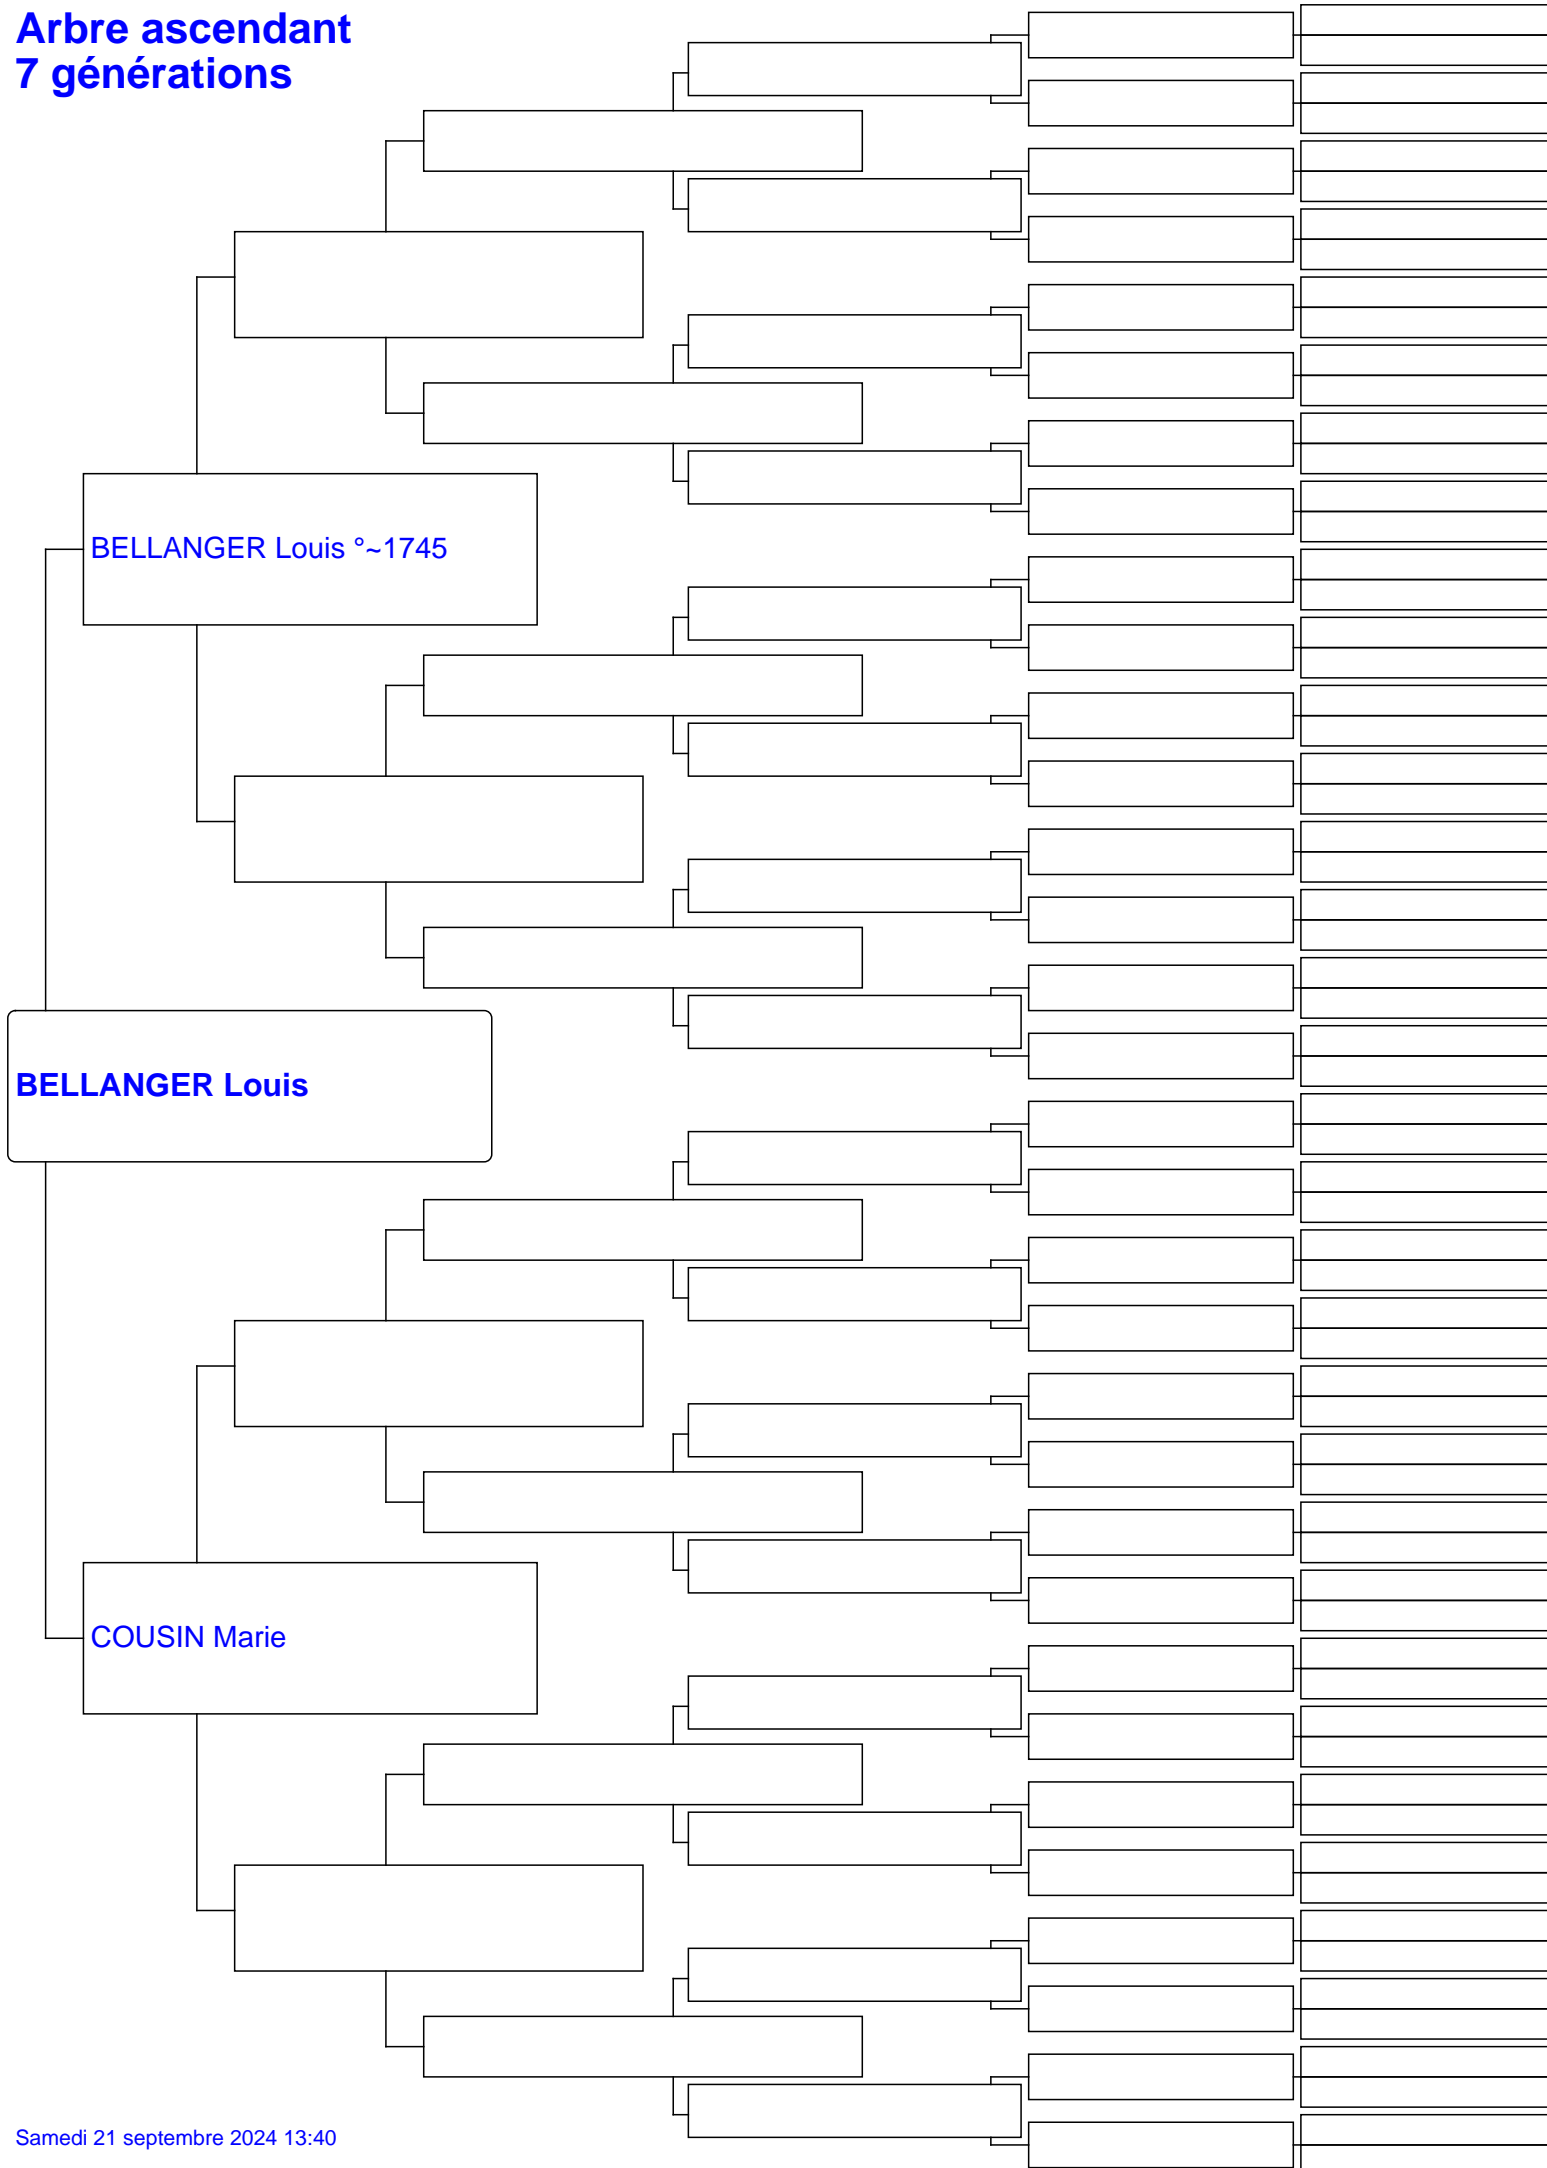 Arbre ascendant
7 générations
BELLANGER Louis °~1745
BELLANGER Louis
COUSIN Marie
Samedi 21 septembre 2024 13:40